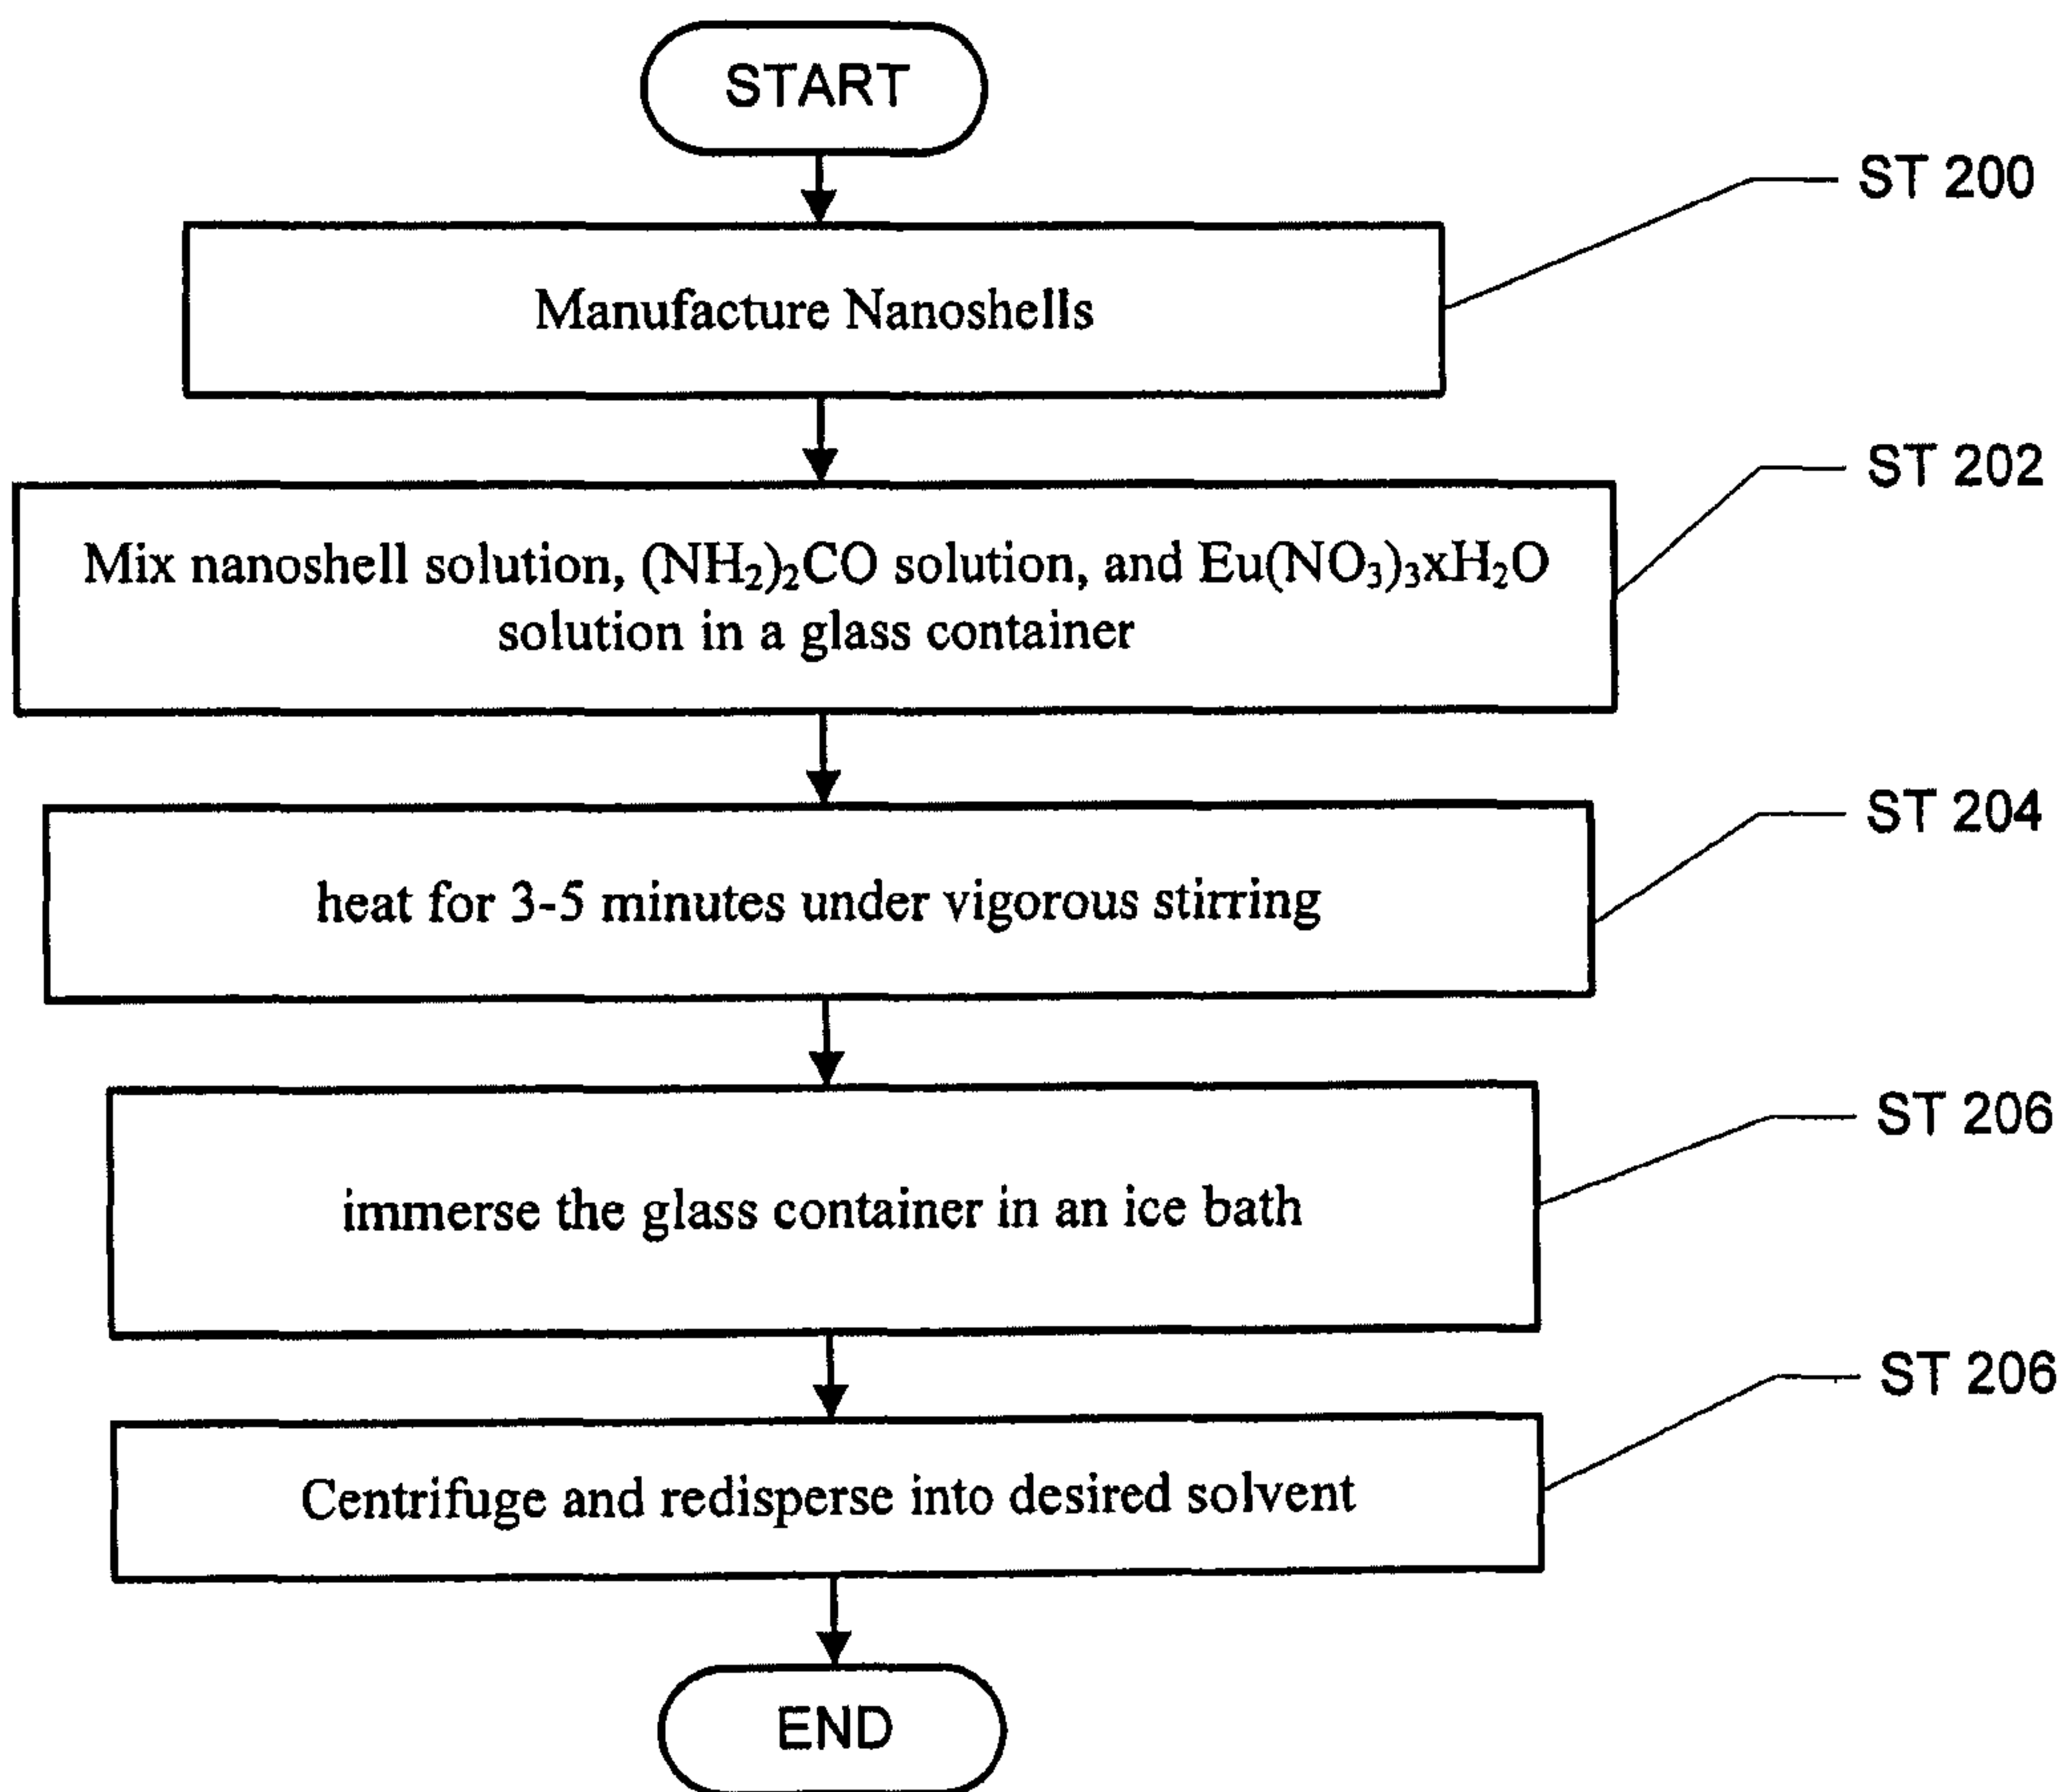 START
ST 200
Manufacture Nanoshells
ST 202
Mix nanoshell solution, (NH₂)₂CO solution, and Eu(NO₃)₃xH₂O
solution in a glass container
ST 204
heat for 3-5 minutes under vigorous stirring
ST 206
immerse the glass container in an ice bath
ST 206
Centrifuge and redisperse into desired solvent
END